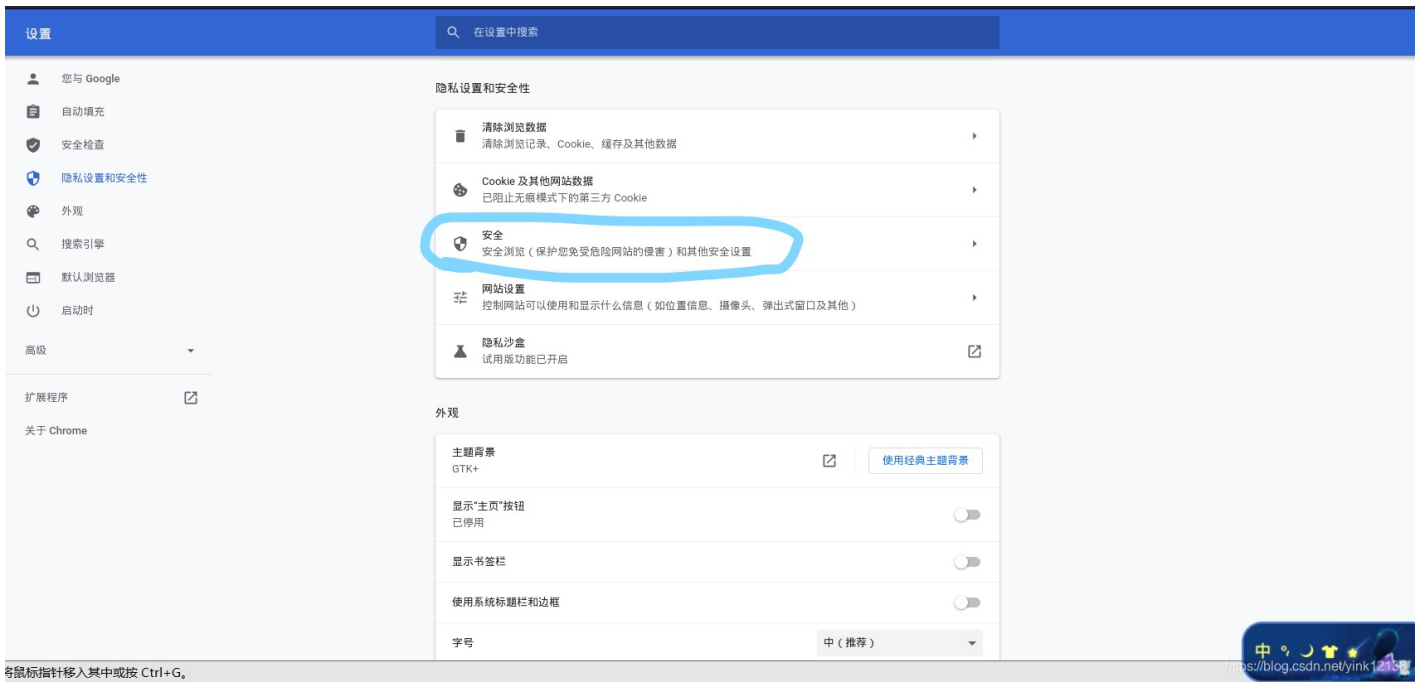 设置
在设置中搜索
您与 Google
自动填充
安全检查
隐私设置和安全性
外观
搜索引擎
默认浏览器
启动时
高级
扩展程序
关于 Chrome
隐私设置和安全性
清除浏览数据
清除浏览记录、Cookie、缓存及其他数据
Cookie 及其他网站数据
已阻止无痕模式下的第三方 Cookie
安全
安全浏览(保护您免受危险网站的侵害)和其他安全设置
网站设置
控制网站可以使用和显示什么信息(如位置信息、摄像头、弹出式窗口及其他)
隐私沙盒
试用版功能已开启
外观
主题背景
GTK+
使用经典主题背景
显示“主页”按钮
已停用
显示书签栏
使用系统标题栏和边框
字号
中(推荐)
中
将鼠标指针移入其中或按 Ctrl+G。
https://blog.csdn.net/yink12138